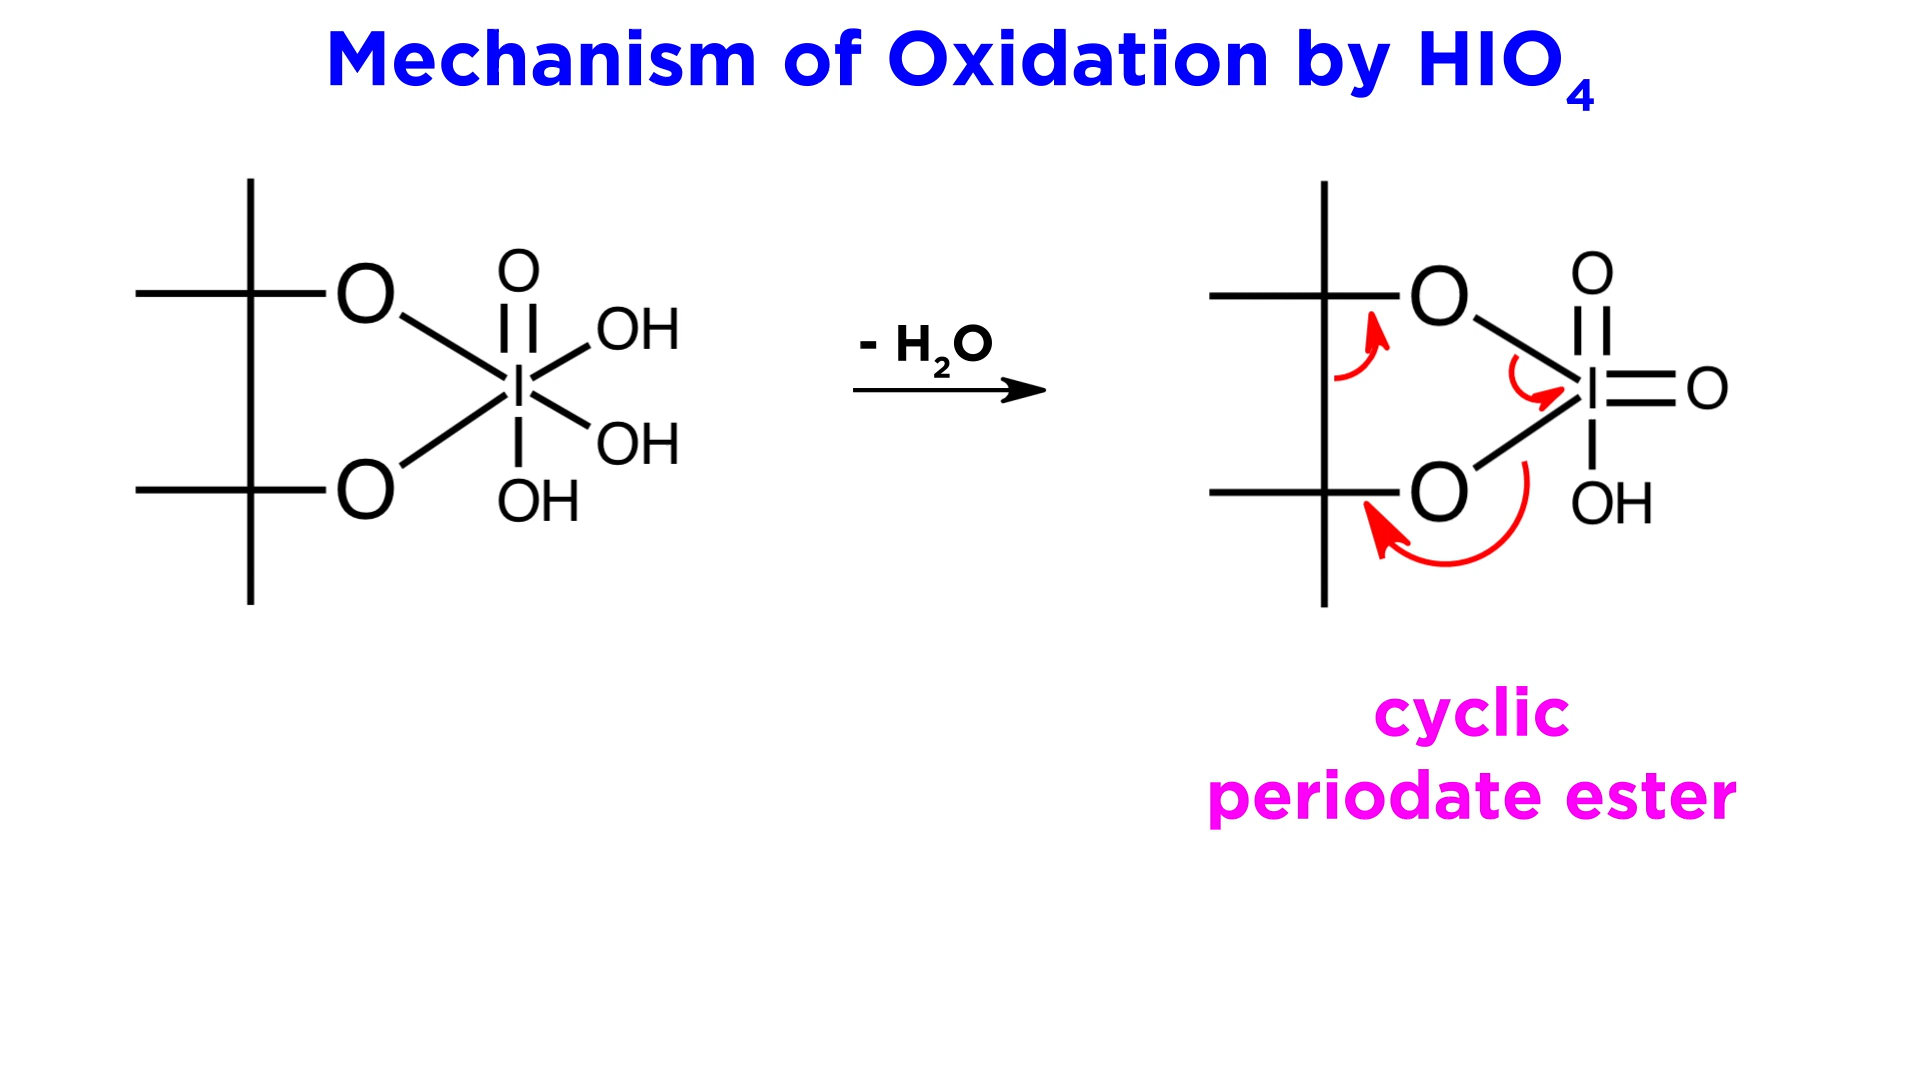 Mechanism of Oxidation by HIO4
O
O
OH
I
OH
O
OH
- H2O
O
O
I
O
O
OH
cyclic
periodate ester